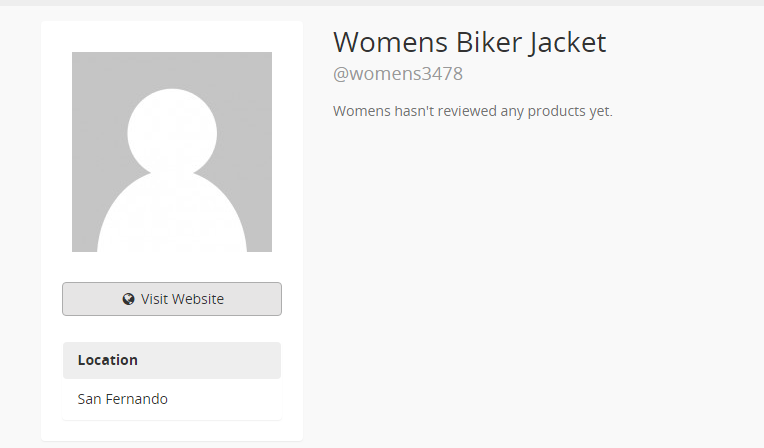 Womens Biker Jacket
@womens3478
Womens hasn't reviewed any products yet.
Visit Website
Location
San Fernando